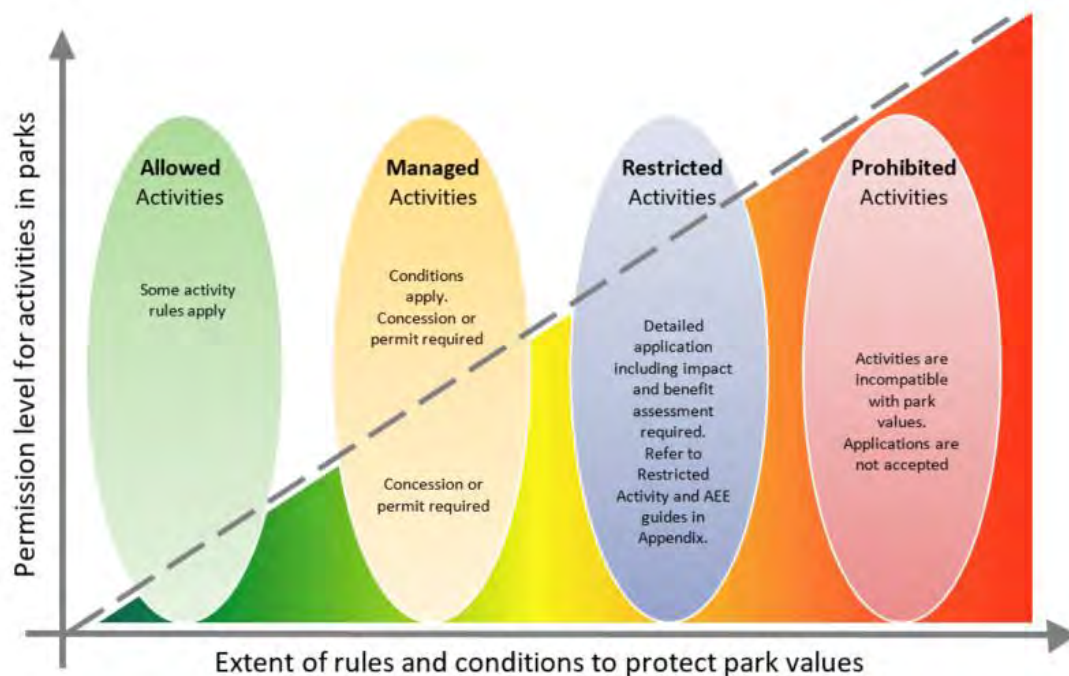 Permission level for activities in parks
Allowed
Activities
Some activity
rules apply
Managed
Activities
Conditions
apply.
Concession or
permit required
Concession or
permit required
Restricted
Activities
Detailed
application
including impact
and benefit
assessment
required.
Refer to
Restricted
Activity and AEE
guides in
Appendix.
Prohibited
Activities
Activities are
incompatible
with park
values.
Applications are
not accepted
Extent of rules and conditions to protect park values